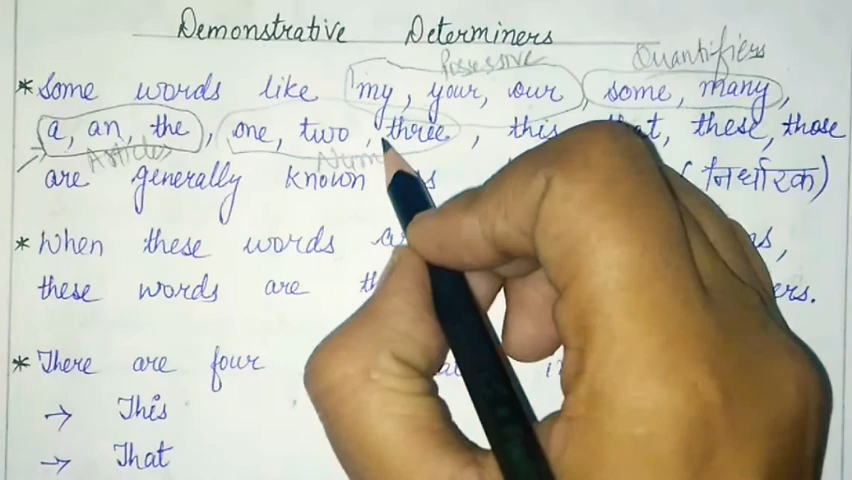 Demonstrative Determiners
Possessive Quantifiers
* Some words like my, your, our, some, many,
a, an, the, one, two, three, this, that, these, those
Articles
are generally known (निर्धारक)
* When these words
these words are
* There are four
→ This
→ That